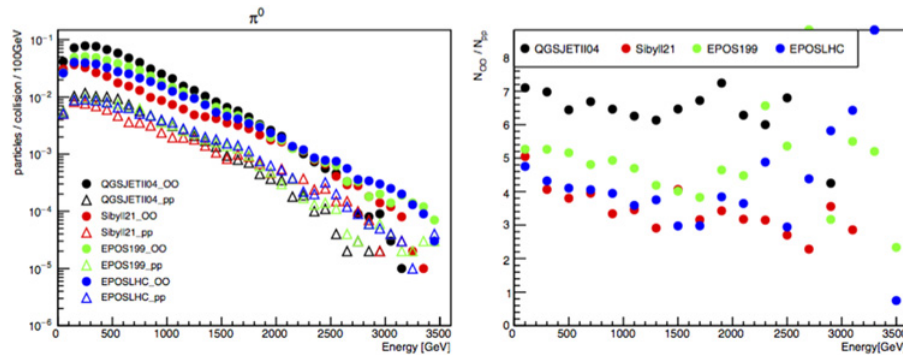 π⁰
particles / collision / 100GeV
10⁻¹
10⁻²
10⁻³
10⁻⁴
10⁻⁵
10⁻⁶
QGSJETII04_OO
QGSJETII04_pp
Sibyll21_OO
Sibyll21_pp
EPOS199_OO
EPOS199_pp
EPOSLHC_OO
EPOSLHC_pp
0 500 1000 1500 2000 2500 3000 3500
Energy [GeV]
N_OO / N_pp
QGSJETII04 Sibyll21 EPOS199 EPOSLHC
8
7
6
5
4
3
2
1
0
0 500 1000 1500 2000 2500 3000 3500
Energy[GeV]